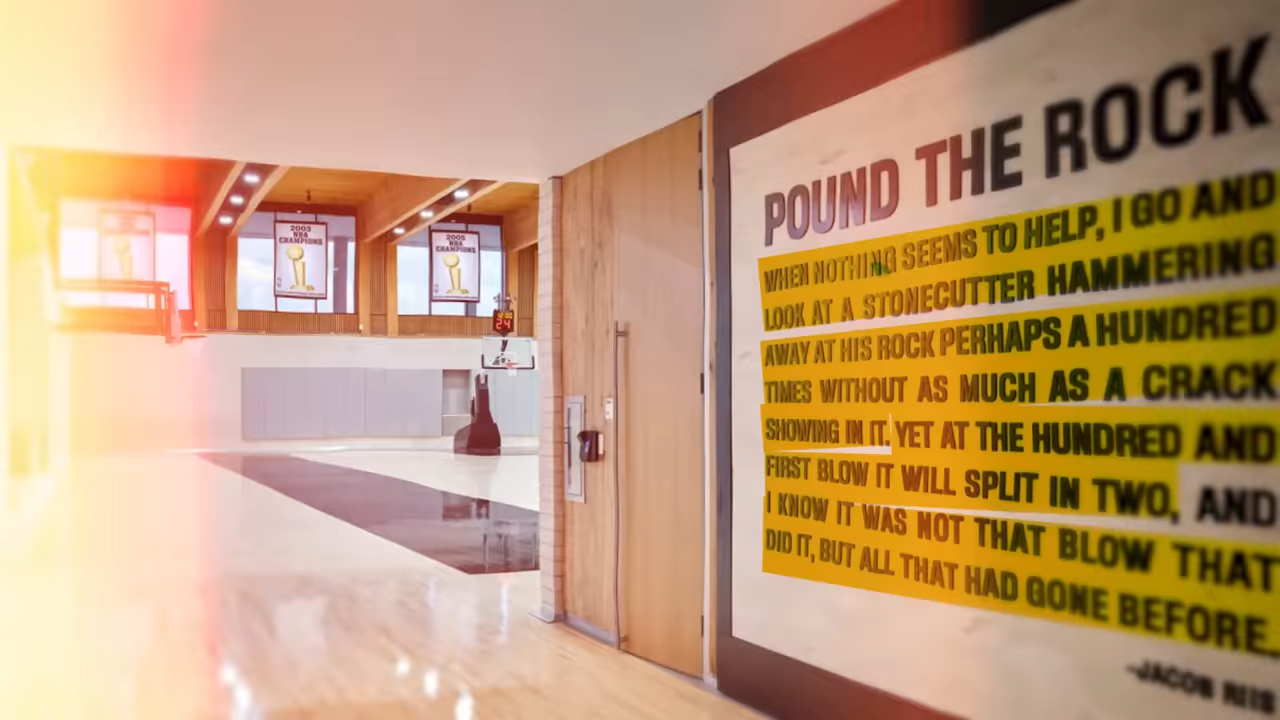 POUND THE ROCK
WHEN NOTHING SEEMS TO HELP, I GO AND
LOOK AT A STONECUTTER HAMMERING
AWAY AT HIS ROCK PERHAPS A HUNDRED
TIMES WITHOUT AS MUCH AS A CRACK
SHOWING IN IT. YET AT THE HUNDRED AND
FIRST BLOW IT WILL SPLIT IN TWO, AND
I KNOW IT WAS NOT THAT BLOW THAT
DID IT, BUT ALL THAT HAD GONE BEFORE.
-JACOB RIIS
2003
NBA
CHAMPIONS
2005
NBA
CHAMPIONS
24